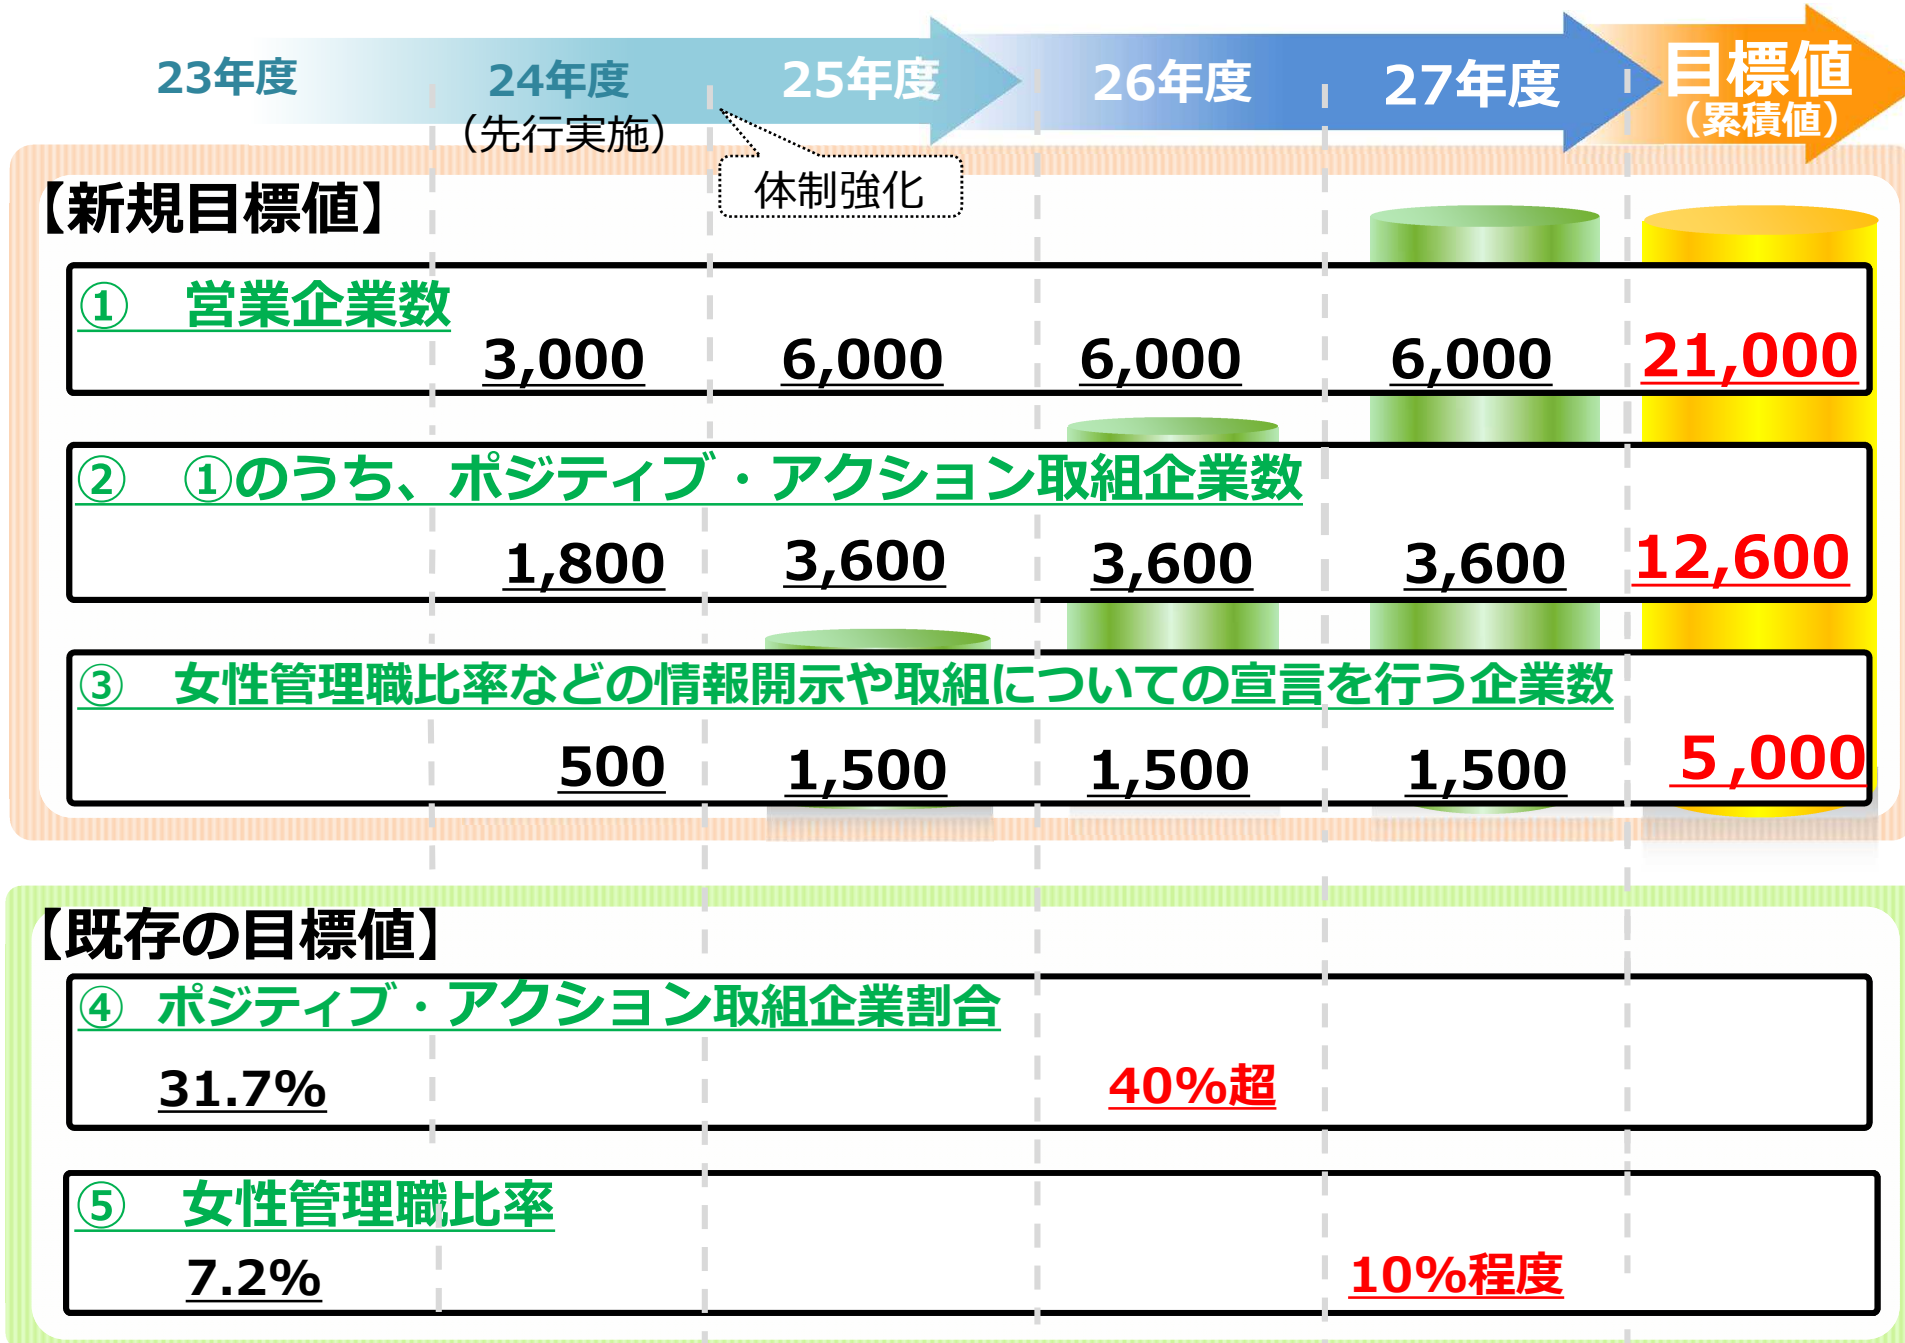 23年度 24年度 25年度 26年度 27年度 目標値
（先行実施） （累積値）
体制強化
【新規目標値】
① 営業企業数
3,000 6,000 6,000 6,000 21,000
② ①のうち、ポジティブ・アクション取組企業数
1,800 3,600 3,600 3,600 12,600
③ 女性管理職比率などの情報開示や取組についての宣言を行う企業数
500 1,500 1,500 1,500 5,000
【既存の目標値】
④ ポジティブ・アクション取組企業割合
31.7% 40%超
⑤ 女性管理職比率
7.2% 10%程度